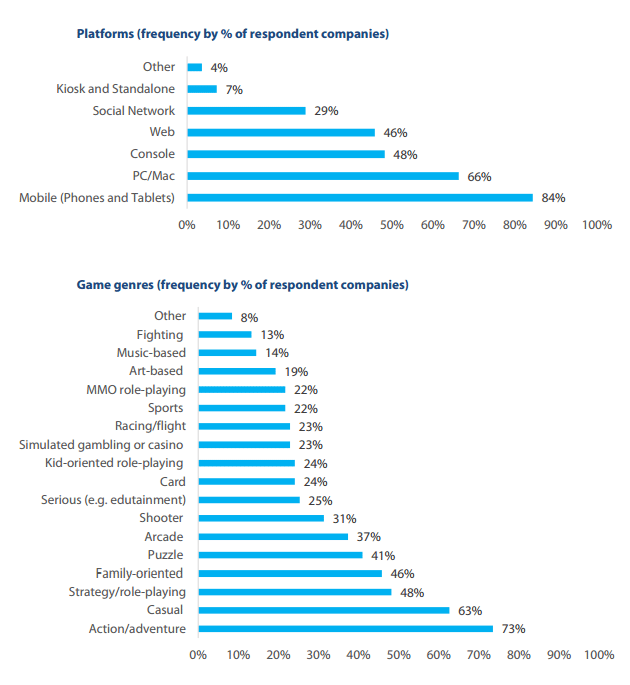 Platforms (frequency by % of respondent companies)
Other 4%
Kiosk and Standalone 7%
Social Network 29%
Web 46%
Console 48%
PC/Mac 66%
Mobile (Phones and Tablets) 84%
0% 10% 20% 30% 40% 50% 60% 70% 80% 90% 100%
Game genres (frequency by % of respondent companies)
Other 8%
Fighting 13%
Music-based 14%
Art-based 19%
MMO role-playing 22%
Sports 22%
Racing/flight 23%
Simulated gambling or casino 23%
Kid-oriented role-playing 24%
Card 24%
Serious (e.g. edutainment) 25%
Shooter 31%
Arcade 37%
Puzzle 41%
Family-oriented 46%
Strategy/role-playing 48%
Casual 63%
Action/adventure 73%
0% 10% 20% 30% 40% 50% 60% 70% 80% 90% 100%